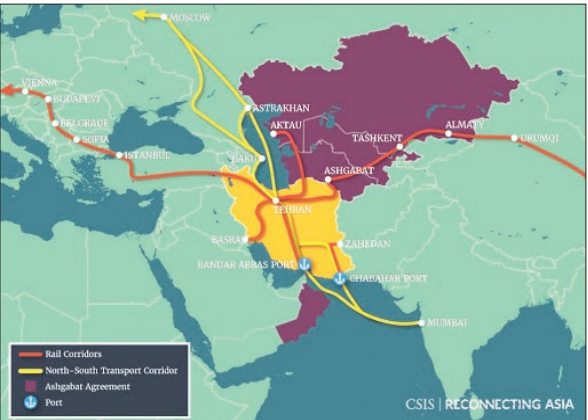 MOSCOW
VIENNA
BUDAPEST
BELGRADE
SOFIA
ISTANBUL
ASTRAKHAN
AKTAU
BAKU
TASHKENT
ALMATY
URUMQI
ASHGABAT
TEHRAN
BASRA
ZAHEDAN
BANDAR ABBAS PORT
CHABAHAR PORT
MUMBAI
Rail Corridors
North-South Transport Corridor
Ashgabat Agreement
Port
CSIS | RECONNECTING ASIA